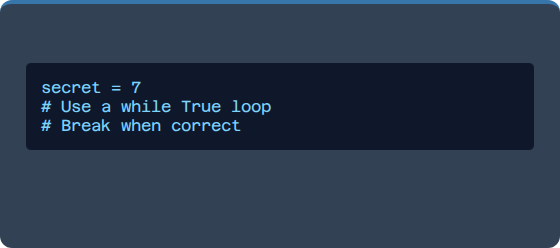 secret = 7
# Use a while True loop
# Break when correct